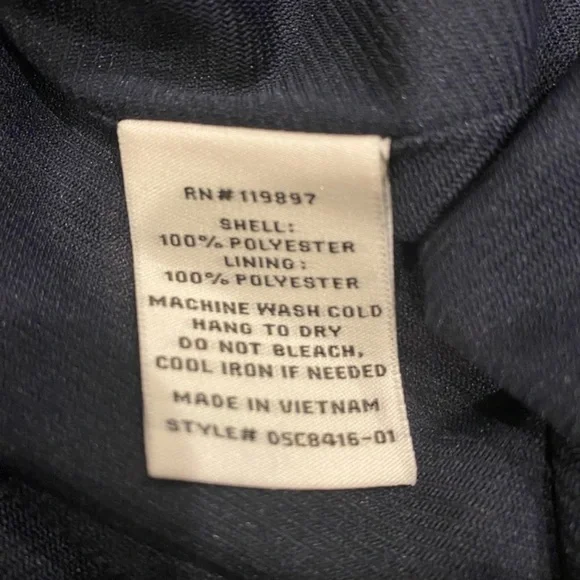 RN#119897
SHELL:
100% POLYESTER
LINING:
100% POLYESTER
MACHINE WASH COLD
HANG TO DRY
DO NOT BLEACH,
COOL IRON IF NEEDED
MADE IN VIETNAM
STYLE# 05C8416-01